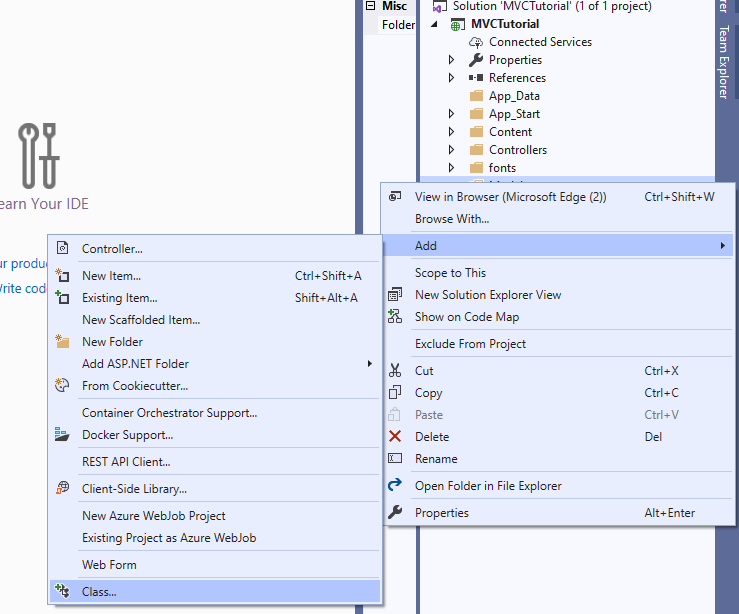 Misc
Folder
Solution 'MVCTutorial' (1 of 1 project)
MVCTutorial
Connected Services
Properties
References
App_Data
App_Start
Content
Controllers
fonts
Team Explorer
earn Your IDE
ur produ
rite cod
View in Browser (Microsoft Edge (2)) Ctrl+Shift+W
Browse With...
Add
Scope to This
New Solution Explorer View
Show on Code Map
Exclude From Project
Cut Ctrl+X
Copy Ctrl+C
Paste Ctrl+V
Delete Del
Rename
Open Folder in File Explorer
Properties Alt+Enter
Controller...
New Item... Ctrl+Shift+A
Existing Item... Shift+Alt+A
New Scaffolded Item...
New Folder
Add ASP.NET Folder
From Cookiecutter...
Container Orchestrator Support...
Docker Support...
REST API Client...
Client-Side Library...
New Azure WebJob Project
Existing Project as Azure WebJob
Web Form
Class...